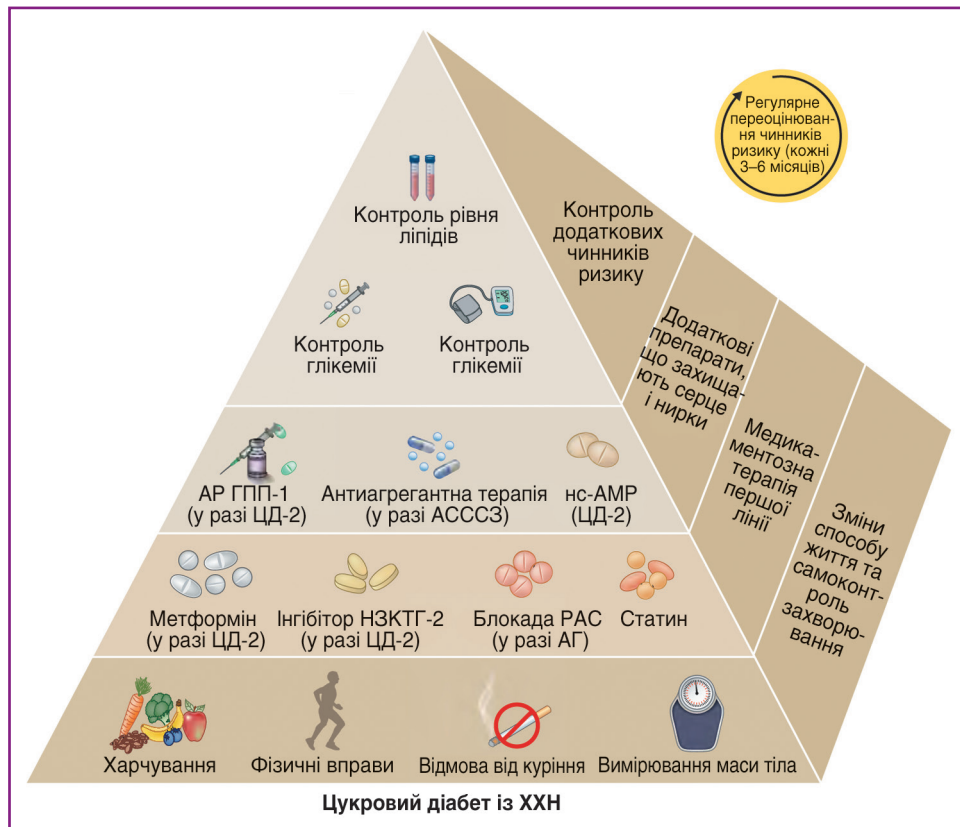 Регулярне
переоцінюван-
ня чинників
ризику (кожні
3–6 місяців)
Контроль рівня
ліпідів
Контроль
глікемії
Контроль
глікемії
Контроль
додаткових
чинників
ризику
АР ГПП-1
(у разі ЦД-2)
Антиагрегантна терапія
(у разі АСССЗ)
нс-АМР
(ЦД-2)
Додаткові
препарати,
що захища-
ють серце
і нирки
Метформін
(у разі ЦД-2)
Інгібітор НЗКТГ-2
(у разі ЦД-2)
Блокада РАС
(у разі АГ)
Статин
Медика-
ментозна
терапія
першої
лінії
Харчування
Фізичні вправи
Відмова від куріння
Вимірювання маси тіла
Зміни
способу
життя та
самоконт-
роль
захворю-
вання
Цукровий діабет із ХХН